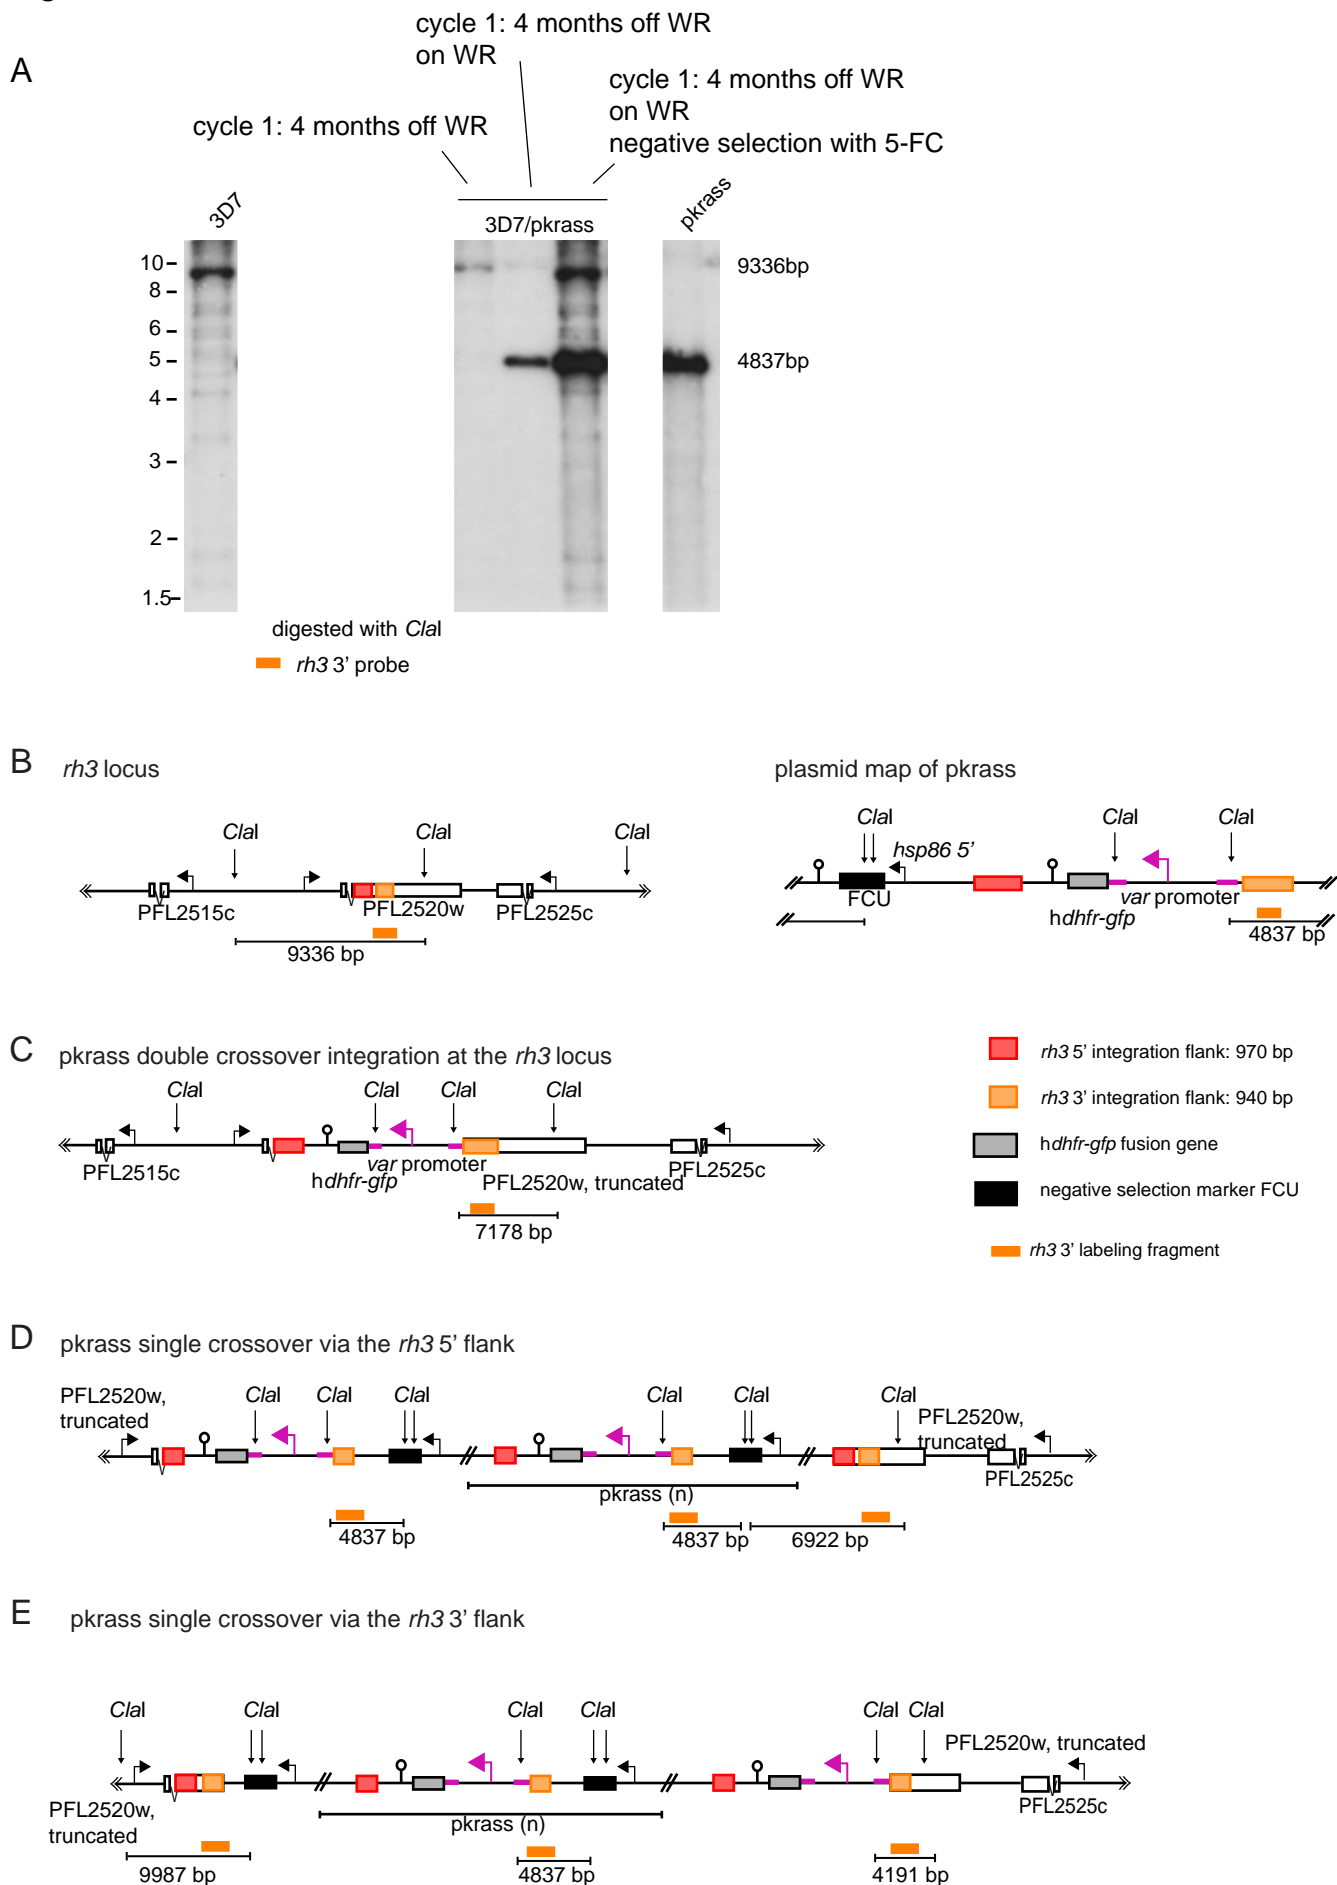 cycle 1: 4 months off WR
on WR
A
cycle 1: 4 months off WR
on WR
negative selection with 5-FC
cycle 1: 4 months off WR
3D7
3D7/pkrass
pkrass
10
8
6
5
4
3
2
1.5
9336bp
4837bp
digested with ClaI
rh3 3’ probe
B
rh3 locus
plasmid map of pkrass
ClaI
ClaI
ClaI
PFL2515c
PFL2520w
PFL2525c
9336 bp
ClaI
ClaI
ClaI
hsp86 5’
FCU
var promoter
hdhfr-gfp
4837 bp
C
pkrass double crossover integration at the rh3 locus
ClaI
ClaI
ClaI
ClaI
PFL2515c
var promoter
hdhfr-gfp
PFL2520w, truncated
PFL2525c
7178 bp
rh3 5’ integration flank: 970 bp
rh3 3’ integration flank: 940 bp
hdhfr-gfp fusion gene
negative selection marker FCU
rh3 3’ labeling fragment
D
pkrass single crossover via the rh3 5’ flank
PFL2520w,
truncated
ClaI
ClaI
ClaI
ClaI
ClaI
ClaI
PFL2520w,
truncated
PFL2525c
pkrass (n)
4837 bp
4837 bp
6922 bp
E
pkrass single crossover via the rh3 3’ flank
ClaI
ClaI
ClaI
ClaI
ClaI
ClaI
PFL2520w, truncated
PFL2520w,
truncated
PFL2525c
pkrass (n)
9987 bp
4837 bp
4191 bp